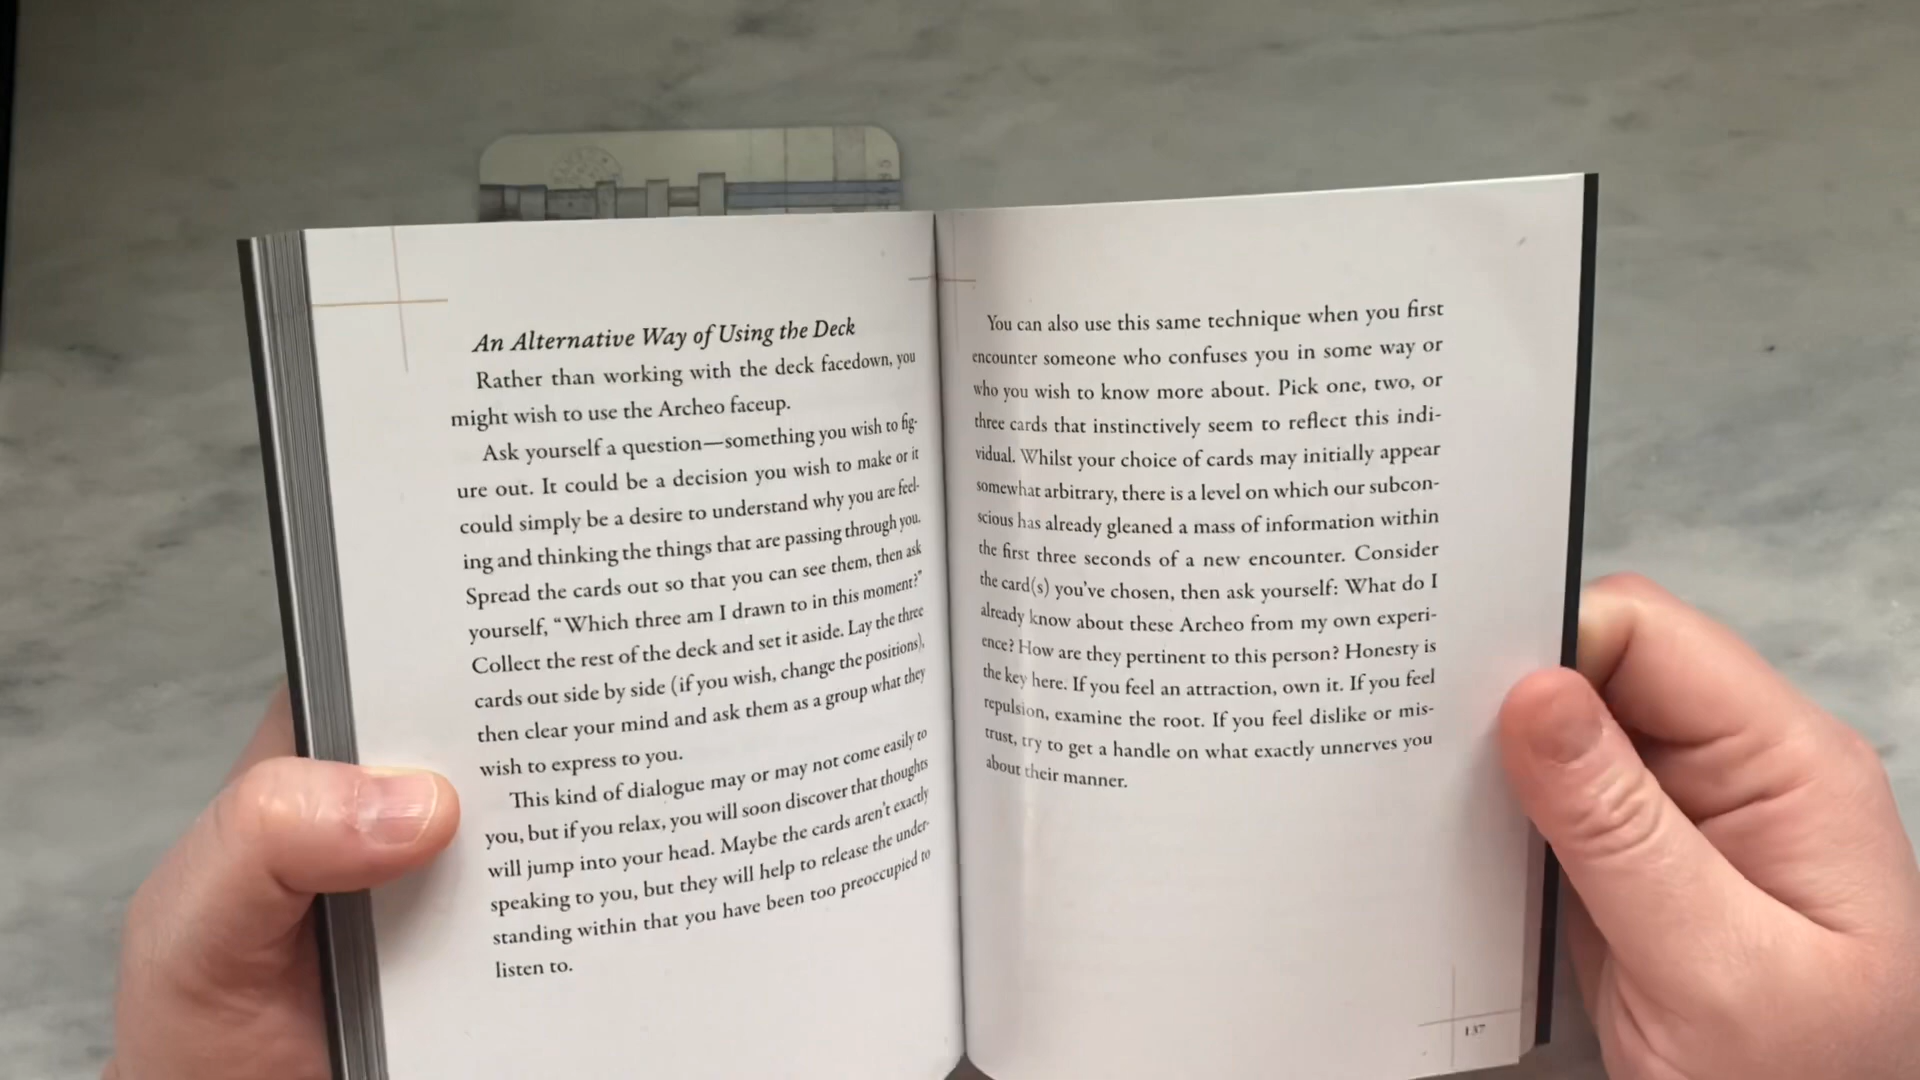 An Alternative Way of Using the Deck
Rather than working with the deck facedown, you
might wish to use the Archeo faceup.
Ask yourself a question—something you wish to fig-
ure out. It could be a decision you wish to make or it
could simply be a desire to understand why you are feel-
ing and thinking the things that are passing through you.
Spread the cards out so that you can see them, then ask
yourself, “Which three am I drawn to in this moment?”
Collect the rest of the deck and set it aside. Lay the three
cards out side by side (if you wish, change the positions),
then clear your mind and ask them as a group what they
wish to express to you.
This kind of dialogue may or may not come easily to
you, but if you relax, you will soon discover that thoughts
will jump into your head. Maybe the cards aren’t exactly
speaking to you, but they will help to release the under-
standing within that you have been too preoccupied to
listen to.
You can also use this same technique when you first
encounter someone who confuses you in some way or
who you wish to know more about. Pick one, two, or
three cards that instinctively seem to reflect this indi-
vidual. Whilst your choice of cards may initially appear
somewhat arbitrary, there is a level on which our subcon-
scious has already gleaned a mass of information within
the first three seconds of a new encounter. Consider
the card(s) you’ve chosen, then ask yourself: What do I
already know about these Archeo from my own experi-
ence? How are they pertinent to this person? Honesty is
the key here. If you feel an attraction, own it. If you feel
repulsion, examine the root. If you feel dislike or mis-
trust, try to get a handle on what exactly unnerves you
about their manner.
137